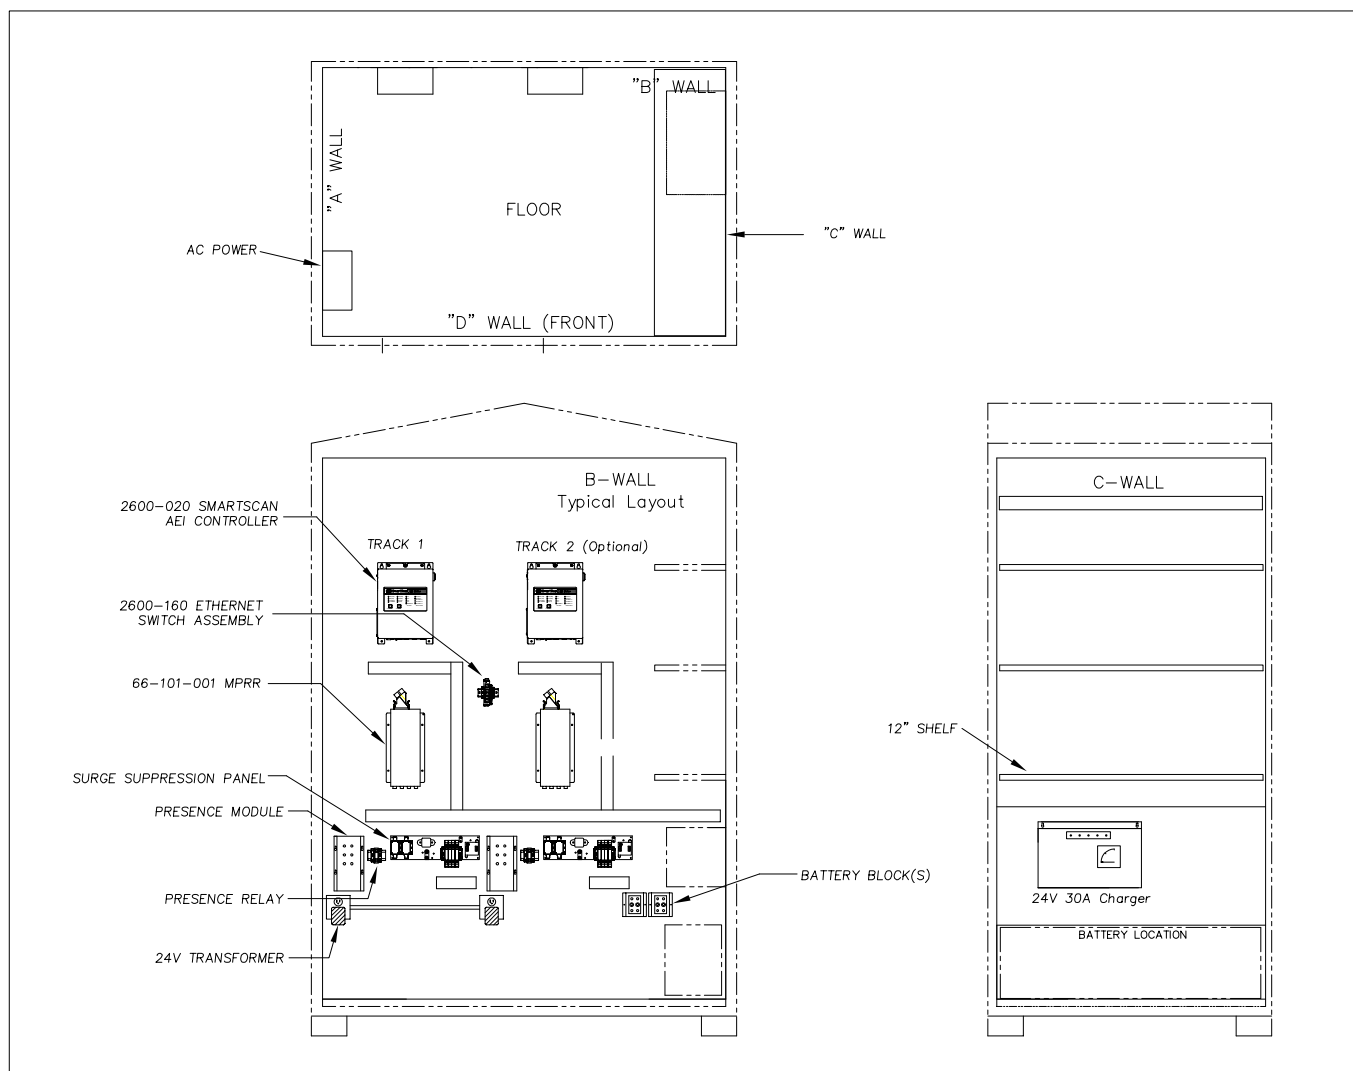 "B" WALL
"A" WALL
FLOOR
AC POWER
"C" WALL
"D" WALL (FRONT)
B-WALL
Typical Layout
C-WALL
2600-020 SMARTSCAN
AEI CONTROLLER
TRACK 1
TRACK 2 (Optional)
2600-160 ETHERNET
SWITCH ASSEMBLY
66-101-001 MPRR
12" SHELF
SURGE SUPPRESSION PANEL
PRESENCE MODULE
BATTERY BLOCK(S)
PRESENCE RELAY
24V 30A Charger
BATTERY LOCATION
24V TRANSFORMER